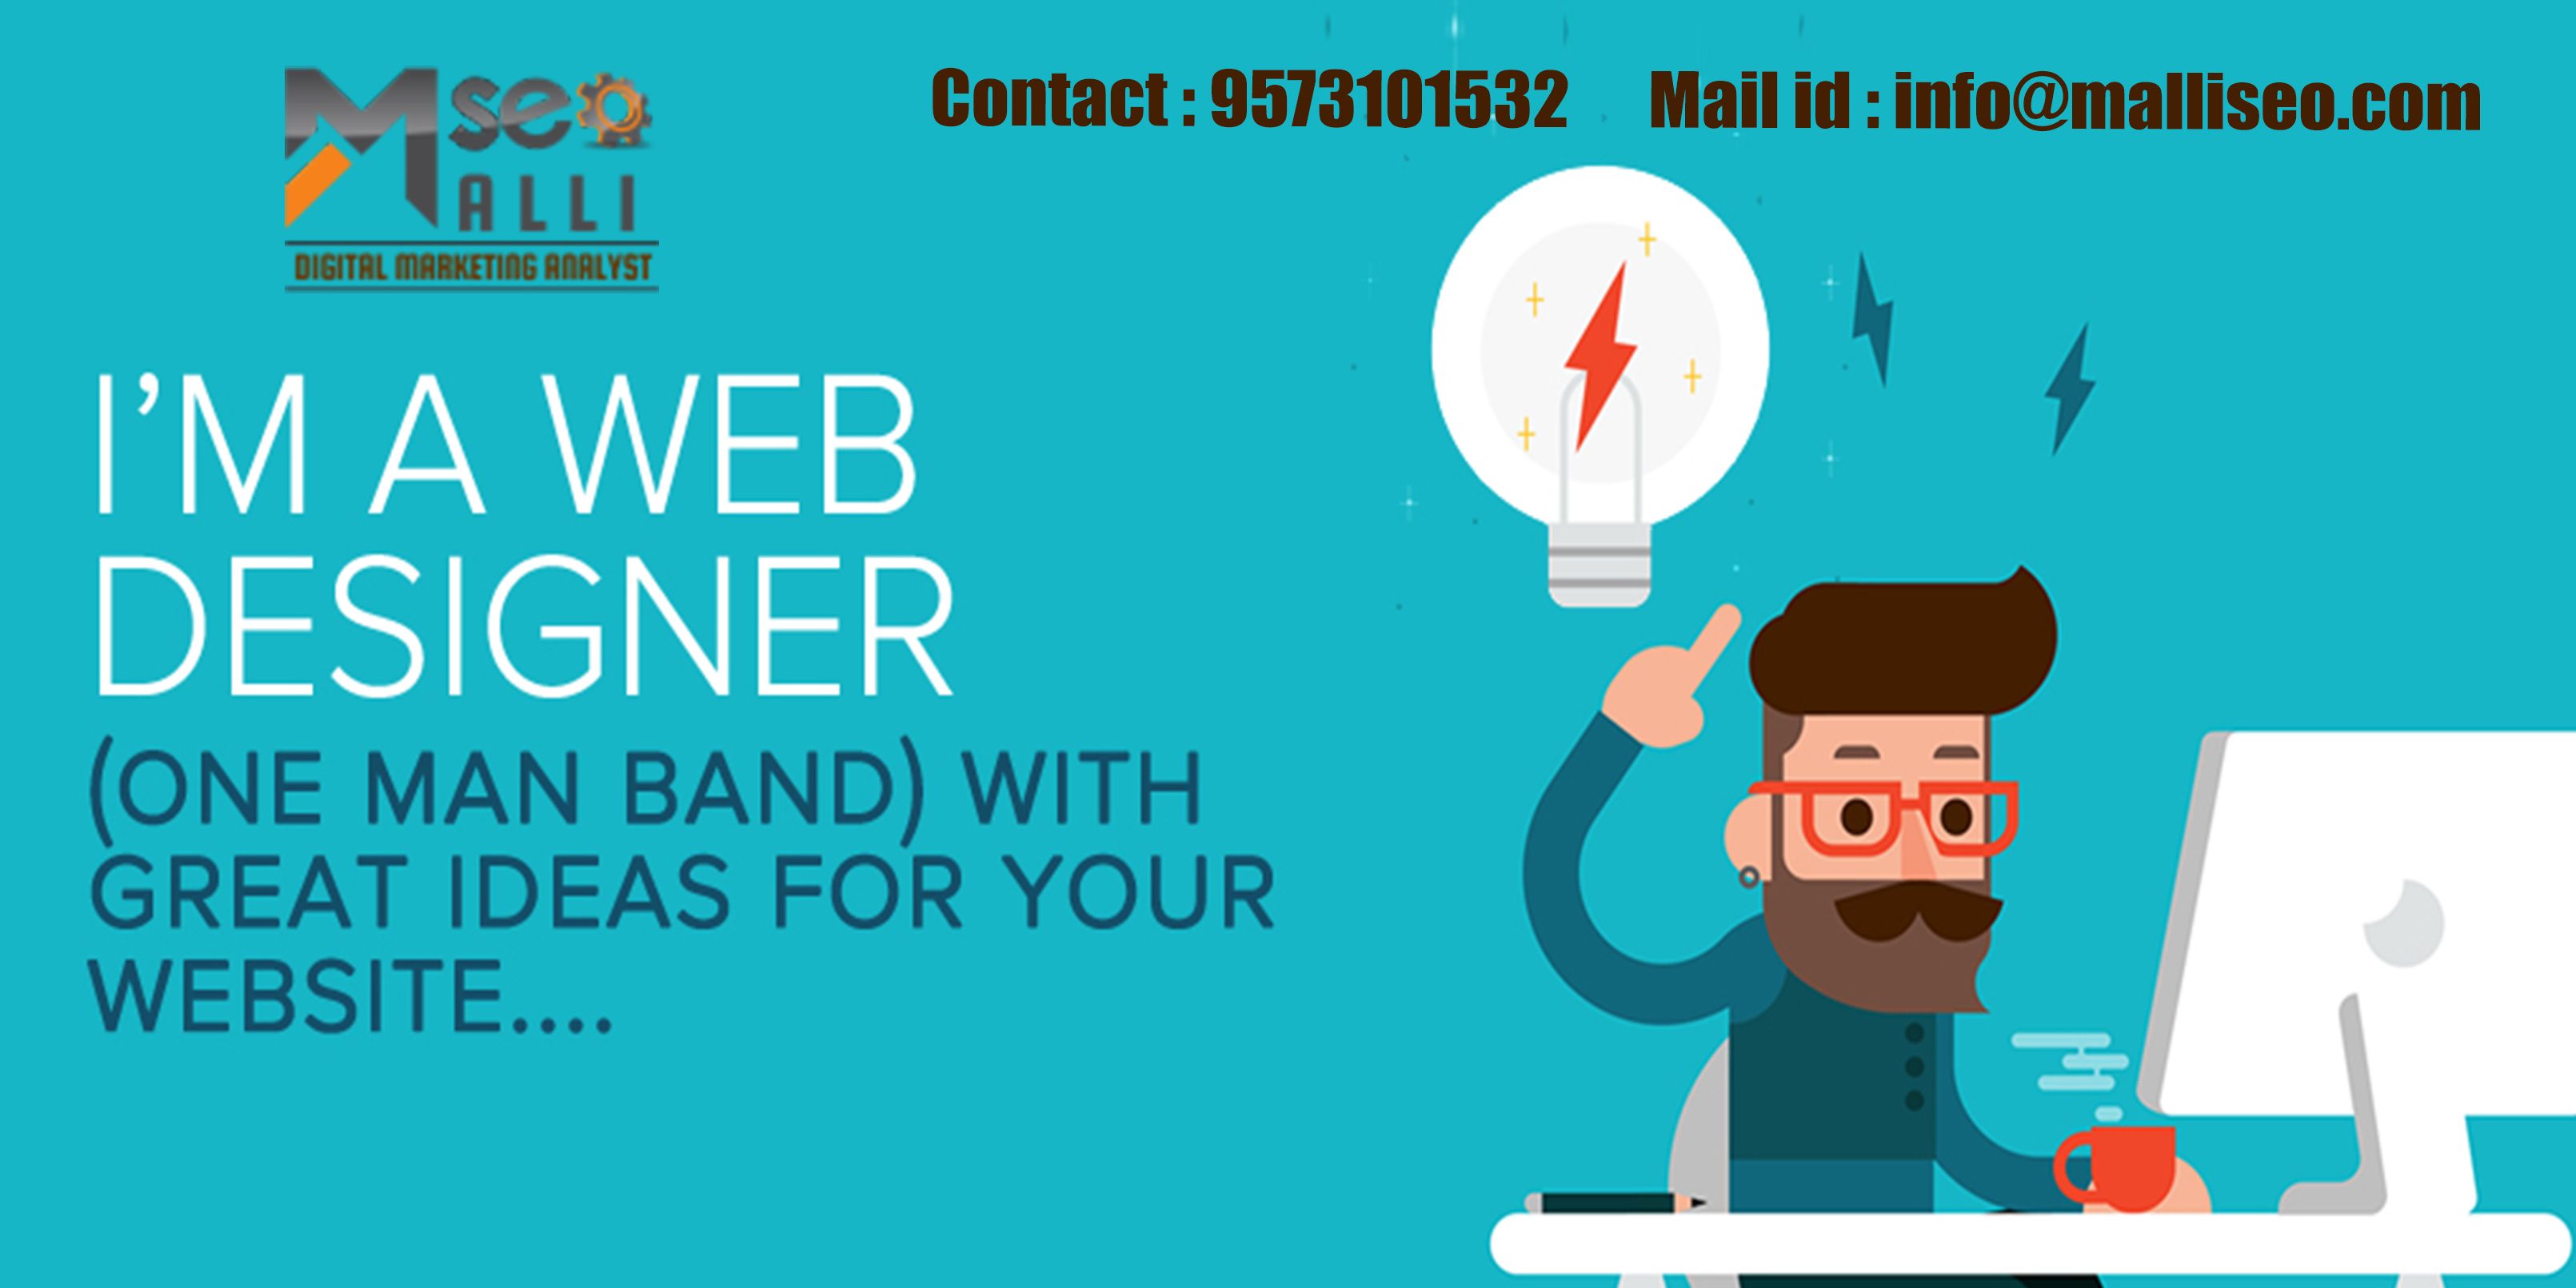 Mseo
ALLI
DIGITAL MARKETING ANALYST
Contact : 9573101532 Mail id : info@malliseo.com
I'M A WEB
DESIGNER
(ONE MAN BAND) WITH
GREAT IDEAS FOR YOUR
WEBSITE....